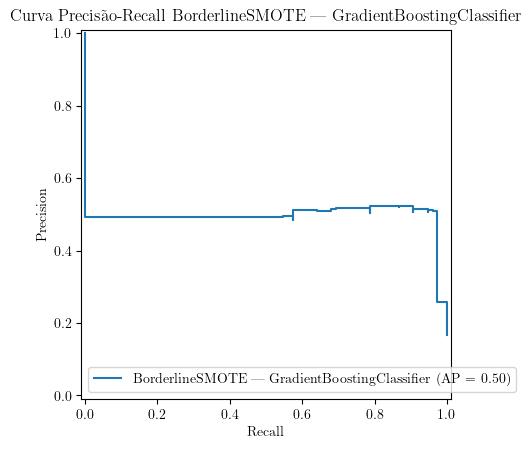 Curva Precisão-Recall BorderlineSMOTE — GradientBoostingClassifier
1.0
0.8
0.6
0.4
0.2
0.0
Precision
BorderlineSMOTE — GradientBoostingClassifier (AP = 0.50)
0.0 0.2 0.4 0.6 0.8 1.0
Recall